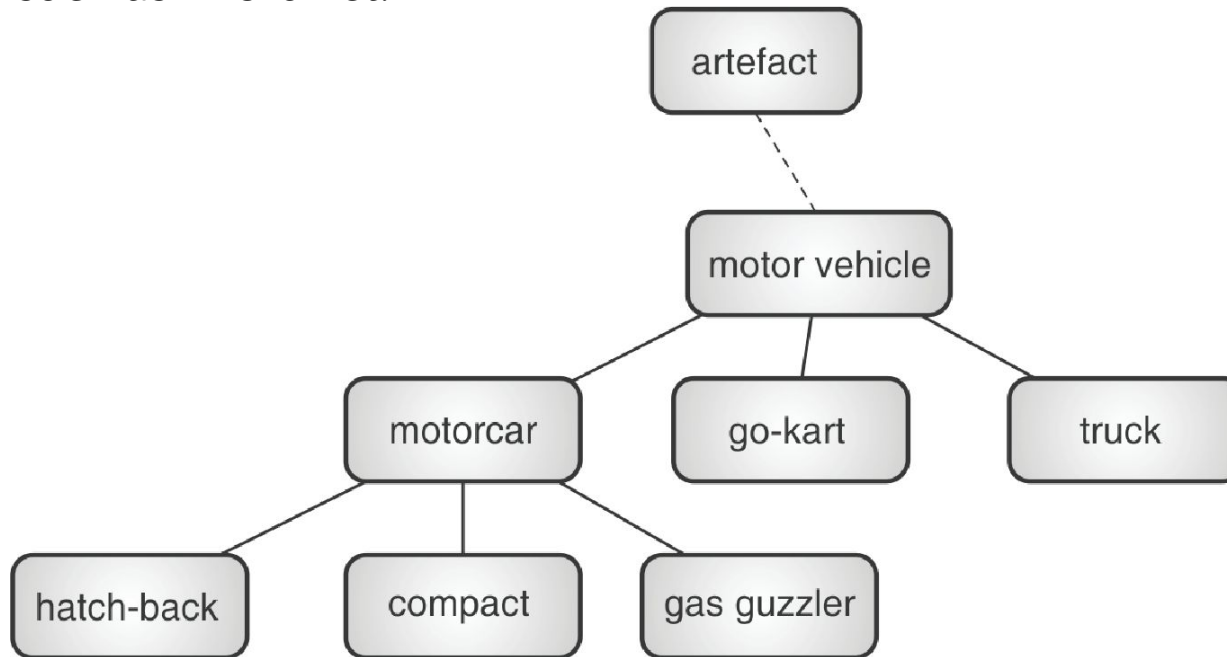 artefact
motor vehicle
motorcar
go-kart
truck
hatch-back
compact
gas guzzler